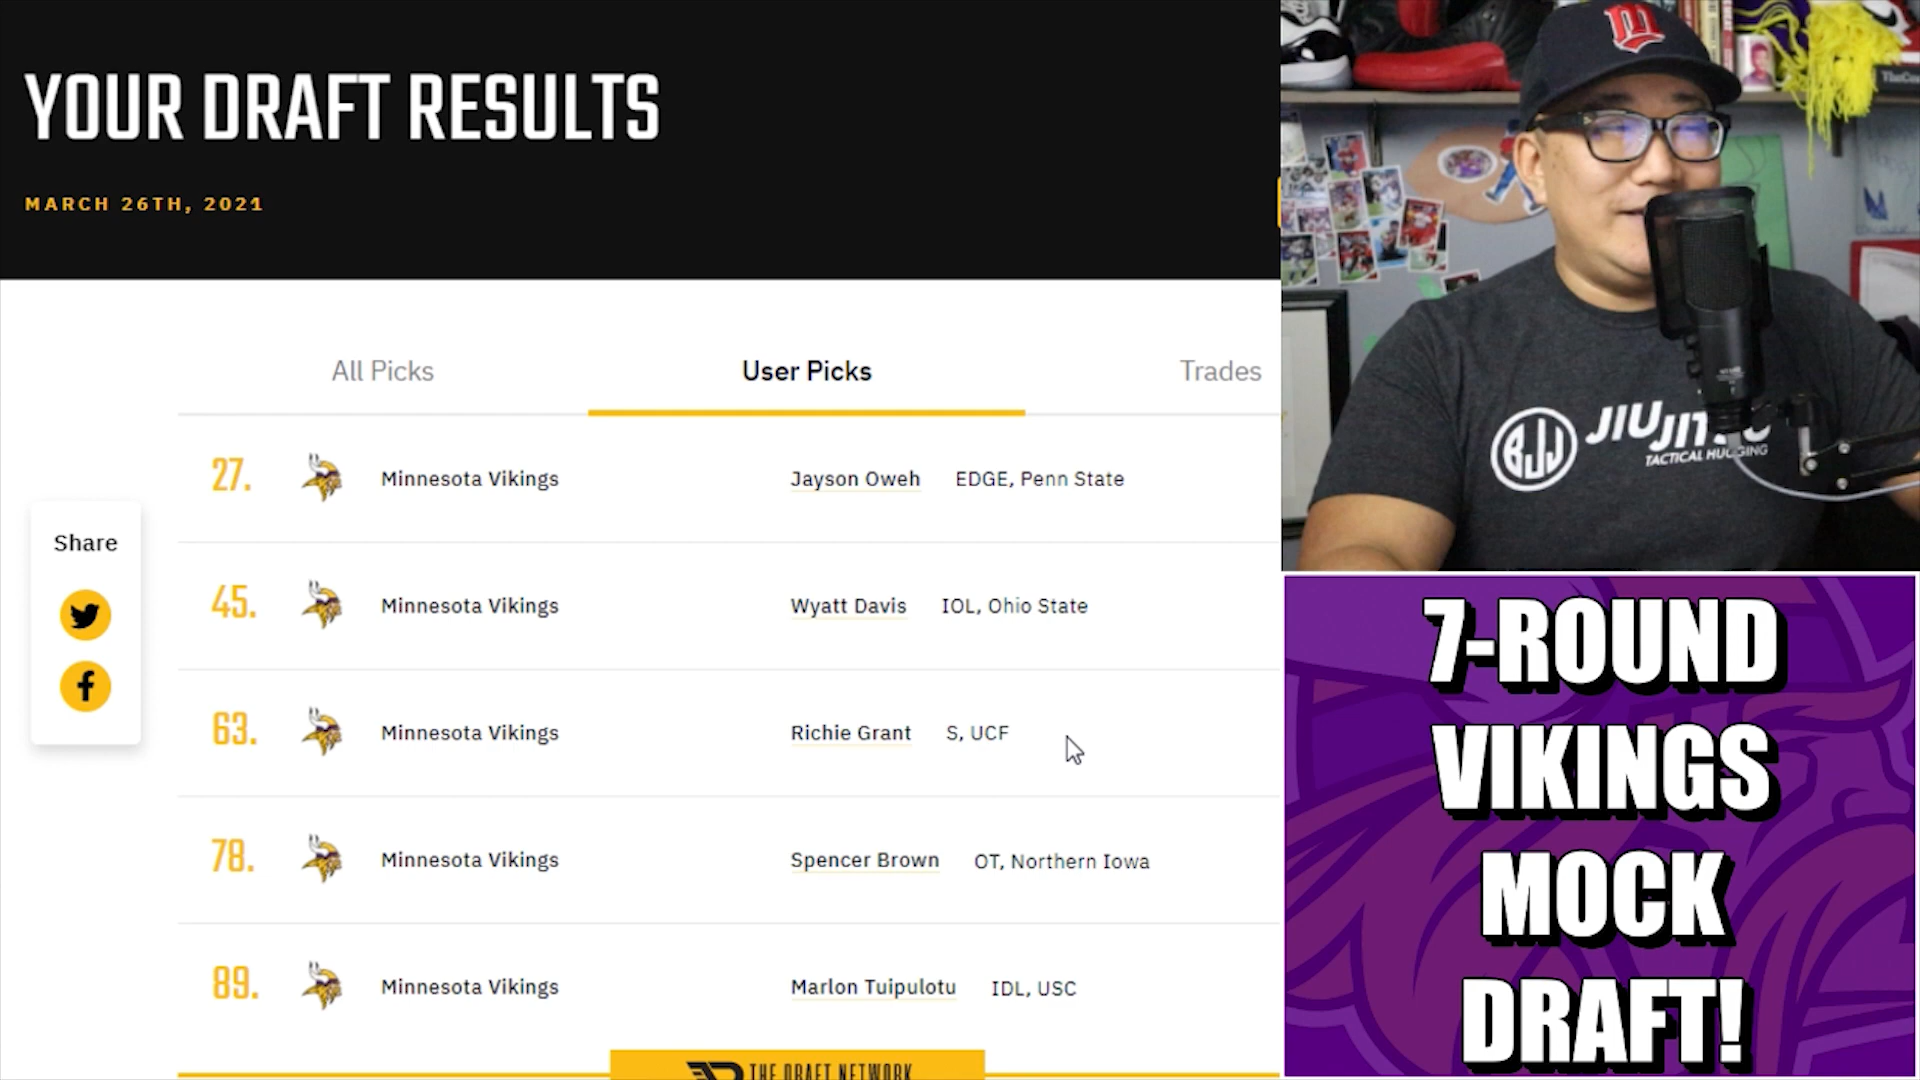 YOUR DRAFT RESULTS
MARCH 26TH, 2021
All Picks
User Picks
Trades
27.
Minnesota Vikings
Jayson Oweh
EDGE, Penn State
45.
Minnesota Vikings
Wyatt Davis
IOL, Ohio State
63.
Minnesota Vikings
Richie Grant
S, UCF
78.
Minnesota Vikings
Spencer Brown
OT, Northern Iowa
89.
Minnesota Vikings
Marlon Tuipulotu
IDL, USC
Share
THE DRAFT NETWORK
M
BJJ
TACTICAL
7-ROUND
VIKINGS
MOCK
DRAFT!